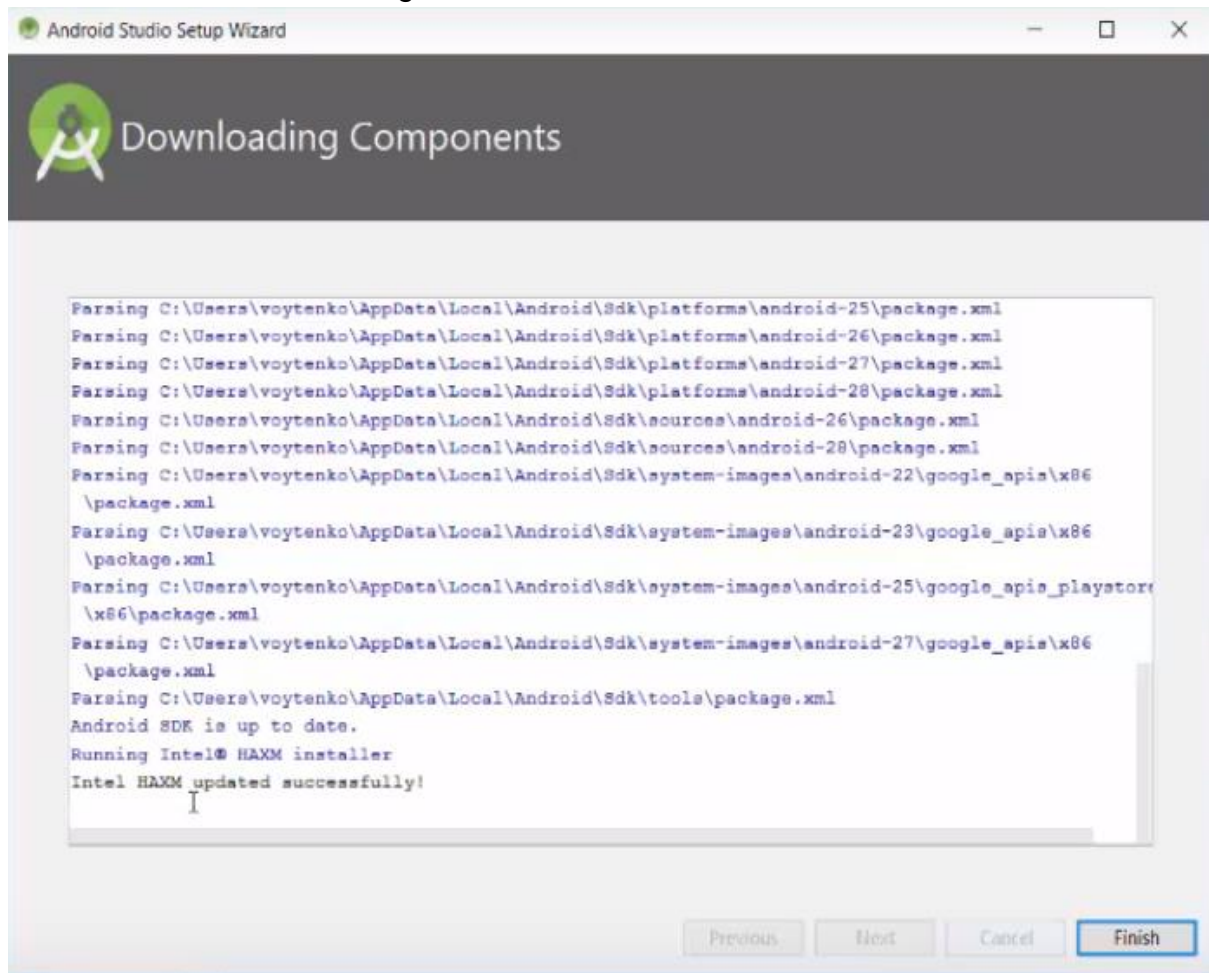 Android Studio Setup Wizard
Downloading Components
Parsing C:\Users\voytenko\AppData\Local\Android\Sdk\platforms\android-25\package.xml
Parsing C:\Users\voytenko\AppData\Local\Android\Sdk\platforms\android-26\package.xml
Parsing C:\Users\voytenko\AppData\Local\Android\Sdk\platforms\android-27\package.xml
Parsing C:\Users\voytenko\AppData\Local\Android\Sdk\platforms\android-28\package.xml
Parsing C:\Users\voytenko\AppData\Local\Android\Sdk\sources\android-26\package.xml
Parsing C:\Users\voytenko\AppData\Local\Android\Sdk\sources\android-28\package.xml
Parsing C:\Users\voytenko\AppData\Local\Android\Sdk\system-images\android-22\google_apis\x86
\package.xml
Parsing C:\Users\voytenko\AppData\Local\Android\Sdk\system-images\android-23\google_apis\x86
\package.xml
Parsing C:\Users\voytenko\AppData\Local\Android\Sdk\system-images\android-25\google_apis_playstore
\x86\package.xml
Parsing C:\Users\voytenko\AppData\Local\Android\Sdk\system-images\android-27\google_apis\x86
\package.xml
Parsing C:\Users\voytenko\AppData\Local\Android\Sdk\tools\package.xml
Android SDK is up to date.
Running Intel® HAXM installer
Intel HAXM updated successfully!
Previous Next Cancel Finish